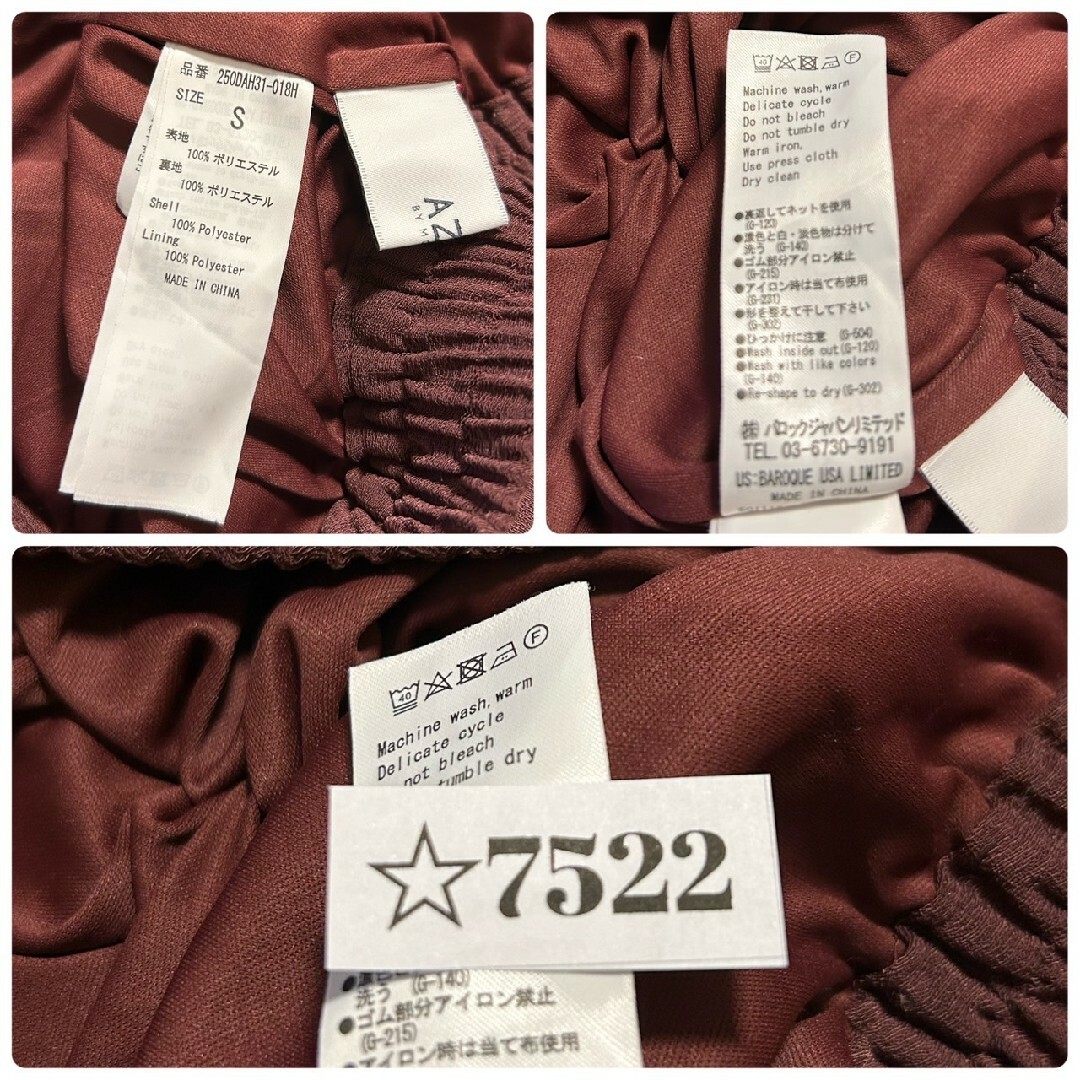 品番 250DAH31-018H
SIZE
S
表地
100% ポリエステル
裏地
100% ポリエステル
Shell
100% Polyester
Lining
100% Polyester
MADE IN CHINA
AZ
BY M
40
F
Machine wash, warm
Delicate cycle
Do not bleach
Do not tumble dry
Warm iron.
Use press cloth
Dry clean
●裏返してネットを使用
(G-120)
●濃色と白・淡色物は分けて
洗う (G-140)
●ゴム部分アイロン禁止
(G-215)
●アイロン時は当て布使用
(G-231)
●形を整えて干して下さい
(G-302)
●ひっかけに注意 (G-504)
●Wash inside out(G-120)
●Wash with like colors
(G-140)
●Re-shape to dry(G-302)
㈱バロックジャパンリミテッド
TEL. 03-6730-9191
US:BAROQUE USA LIMITED
MADE IN CHINA
40
F
Machine wash, warm
Delicate cycle
not bleach
tumble dry
☆7522
洗う (G-140)
●ゴム部分アイロン禁止
(G-215)
●アイロン時は当て布使用